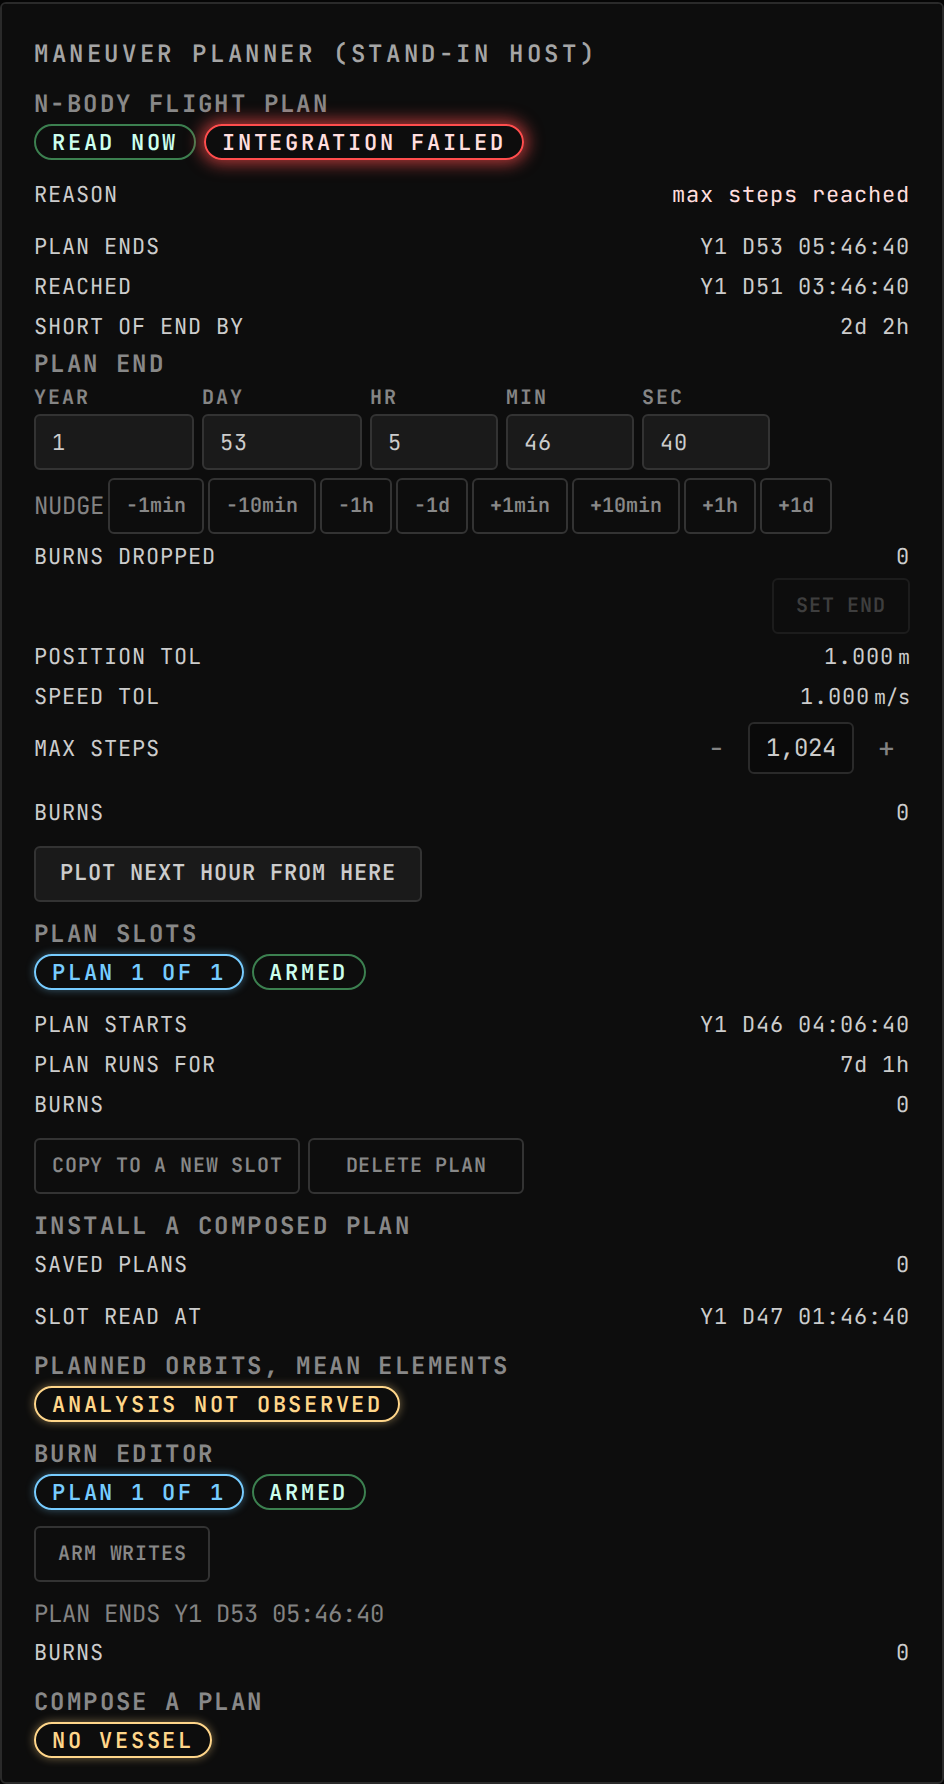 MANEUVER PLANNER (STAND-IN HOST)
N-BODY FLIGHT PLAN
READ NOW INTEGRATION FAILED
REASON max steps reached
PLAN ENDS Y1 D53 05:46:40
REACHED Y1 D51 03:46:40
SHORT OF END BY 2d 2h
PLAN END
YEAR DAY HR MIN SEC
1 53 5 46 40
NUDGE -1min -10min -1h -1d +1min +10min +1h +1d
BURNS DROPPED 0
SET END
POSITION TOL 1.000 m
SPEED TOL 1.000 m/s
MAX STEPS - 1,024 +
BURNS 0
PLOT NEXT HOUR FROM HERE
PLAN SLOTS
PLAN 1 OF 1 ARMED
PLAN STARTS Y1 D46 04:06:40
PLAN RUNS FOR 7d 1h
BURNS 0
COPY TO A NEW SLOT DELETE PLAN
INSTALL A COMPOSED PLAN
SAVED PLANS 0
SLOT READ AT Y1 D47 01:46:40
PLANNED ORBITS, MEAN ELEMENTS
ANALYSIS NOT OBSERVED
BURN EDITOR
PLAN 1 OF 1 ARMED
ARM WRITES
PLAN ENDS Y1 D53 05:46:40
BURNS 0
COMPOSE A PLAN
NO VESSEL